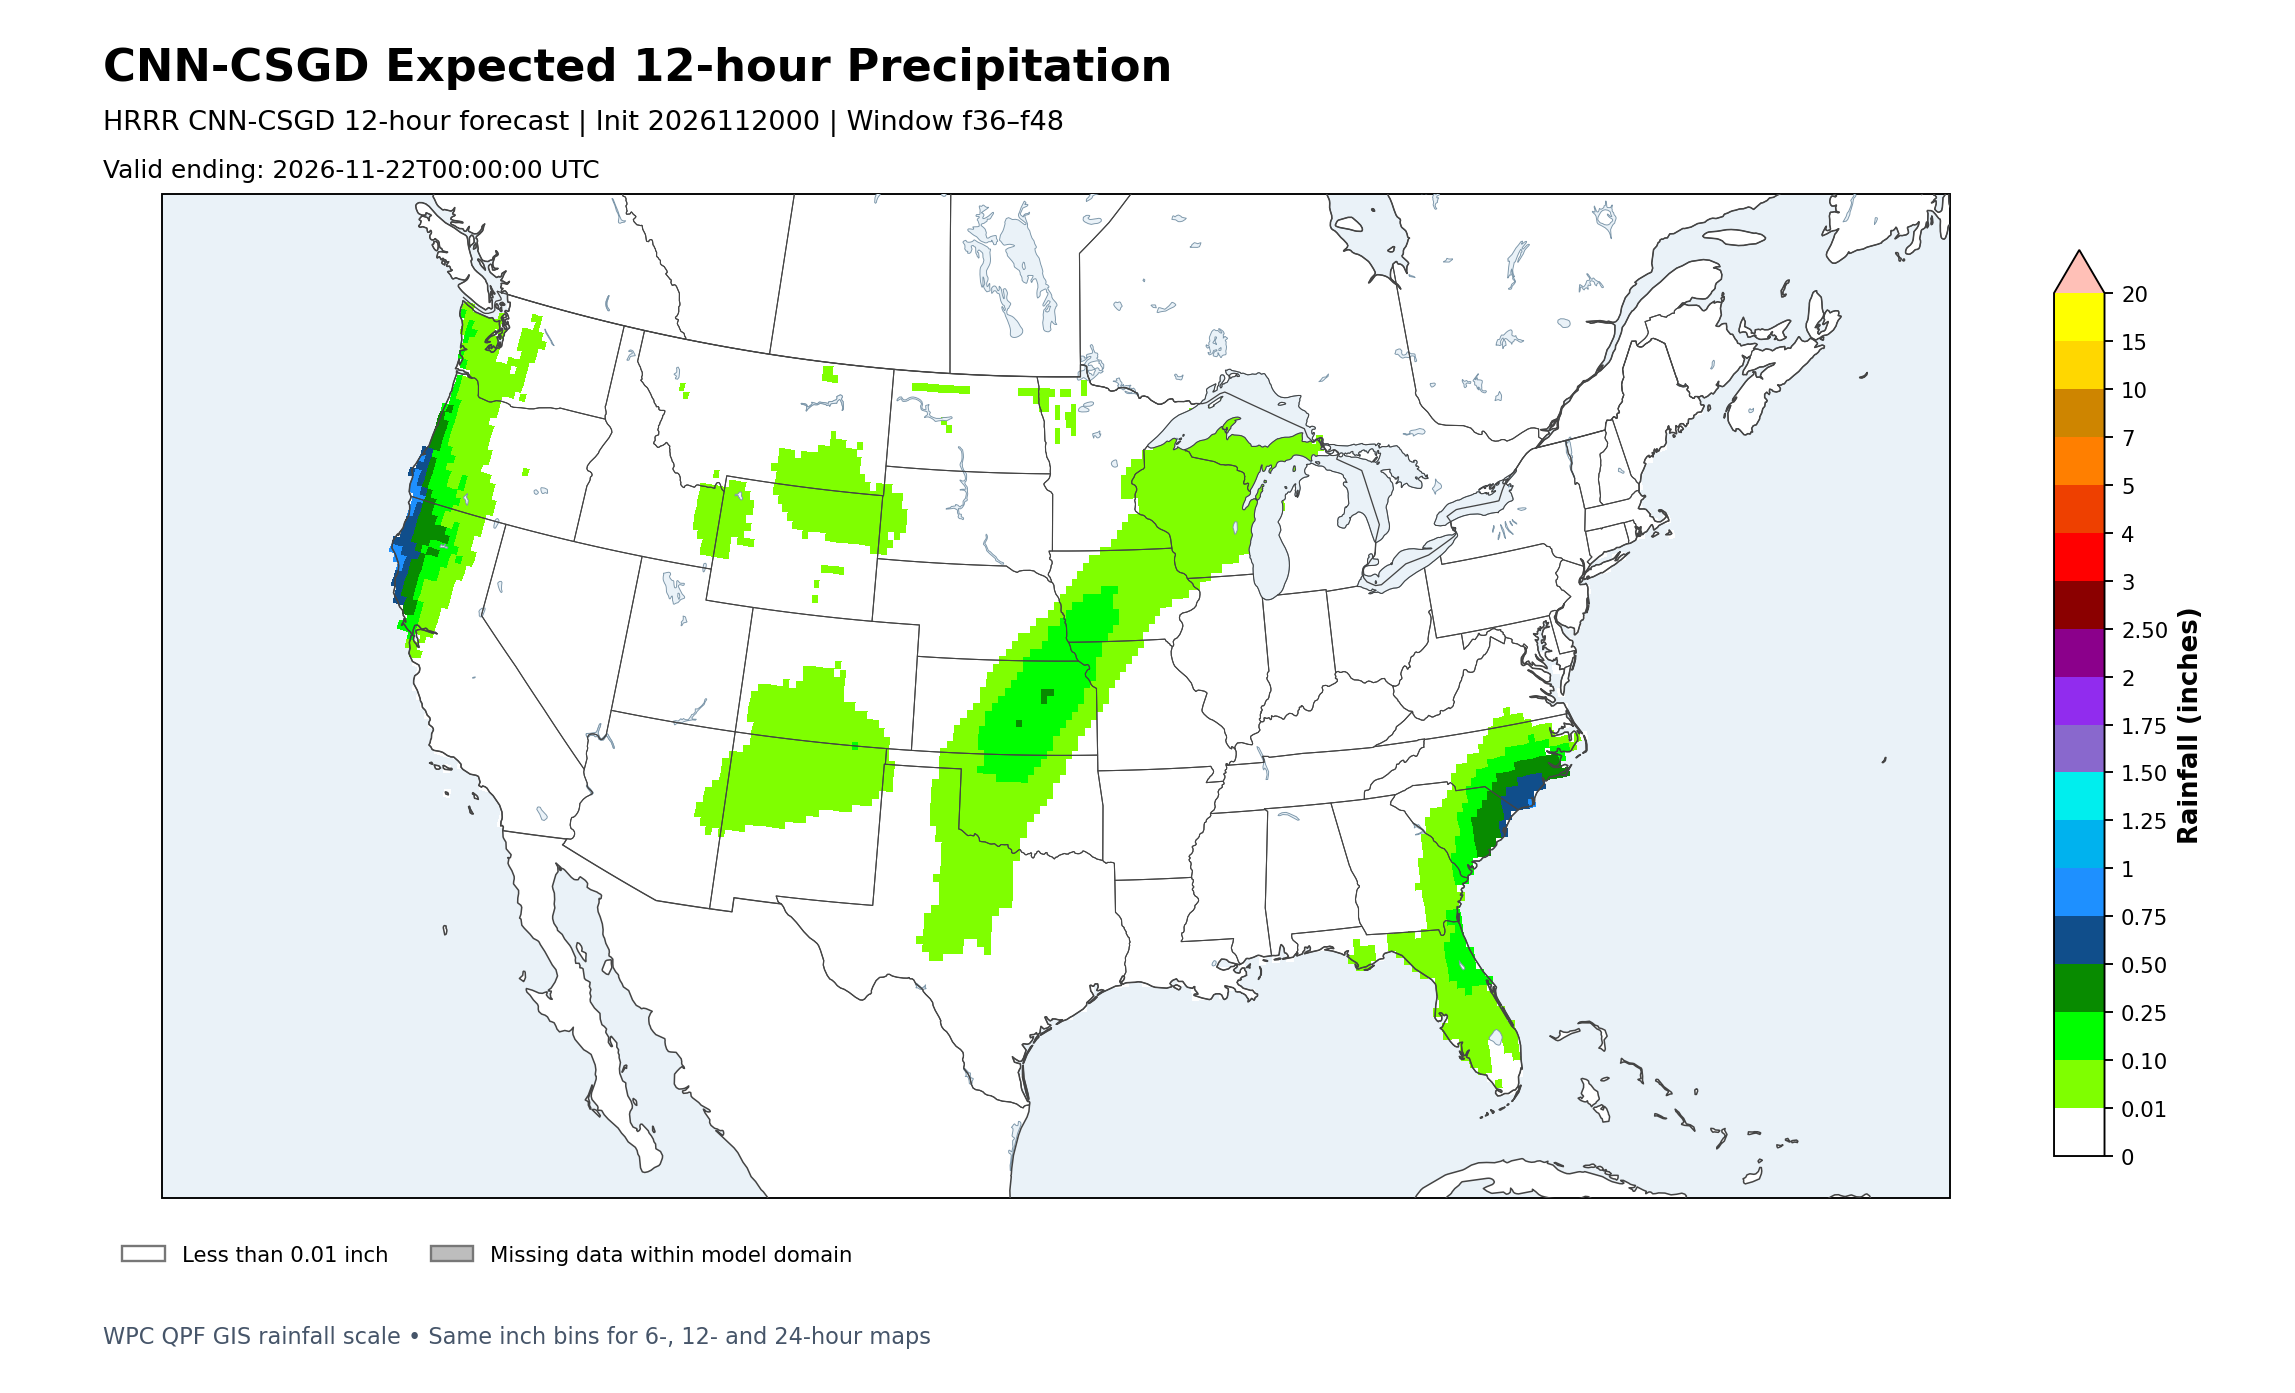 CNN-CSGD Expected 12-hour Precipitation
HRRR CNN-CSGD 12-hour forecast | Init 2026112000 | Window f36–f48
Valid ending: 2026-11-22T00:00:00 UTC
20
15
10
7
5
4
3
2.50
2
1.75
1.50
1.25
1
0.75
0.50
0.25
0.10
0.01
0
Rainfall (inches)
Less than 0.01 inch
Missing data within model domain
WPC QPF GIS rainfall scale • Same inch bins for 6-, 12- and 24-hour maps